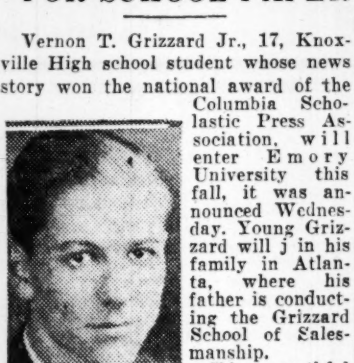 FOR SCHOOL PAPER
Vernon T. Grizzard Jr., 17, Knox-
ville High school student whose news
story won the national award of the
Columbia Scho-
lastic Press As-
sociation, will
enter Emory
University this
fall, it was an-
nounced Wednes-
day. Young Griz-
zard will j in his
family in Atlan-
ta, where his
father is conduct-
ing the Grizzard
School of Sales-
manship.